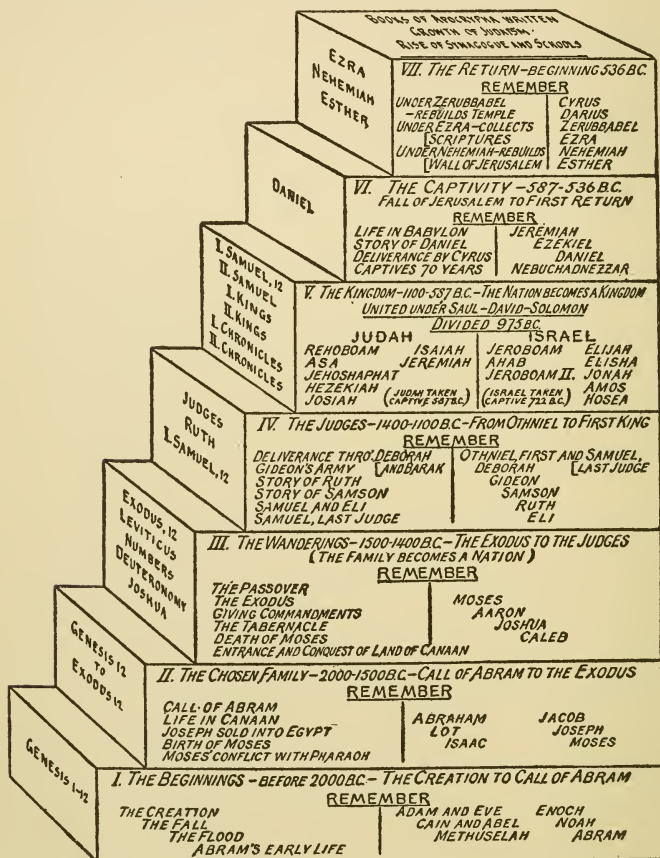 BOOKS OF APOCRYPHA WRITTEN
GROWTH OF JUDAISM.
RISE OF SYNAGOGUE AND SCHOOLS
EZRA
NEHEMIAH
ESTHER
VII. THE RETURN-BEGINNING 536 B.C.
REMEMBER
UNDER ZERUBBABEL
-REBUILDS TEMPLE
UNDER EZRA-COLLECTS
[SCRIPTURES
UNDER NEHEMIAH-REBUILDS
[WALL OF JERUSALEM
CYRUS
DARIUS
ZERUBBABEL
EZRA
NEHEMIAH
ESTHER
DANIEL
VI. THE CAPTIVITY -587-536 B.C.
FALL OF JERUSALEM TO FIRST RETURN
REMEMBER
LIFE IN BABYLON
STORY OF DANIEL
DELIVERANCE BY CYRUS
CAPTIVES 70 YEARS
JEREMIAH
EZEKIEL
DANIEL
NEBUCHADNEZZAR
I. SAMUEL, 12
II. SAMUEL
I. KINGS
II. KINGS
I. CHRONICLES
II. CHRONICLES
V. THE KINGDOM-1100-587 B.C.-THE NATION BECOMES A KINGDOM
UNITED UNDER SAUL-DAVID-SOLOMON
DIVIDED 975 B.C.
JUDAH
REHOBOAM ISAIAH
ASA JEREMIAH
JEHOSHAPHAT
HEZEKIAH (JUDAH TAKEN
JOSIAH CAPTIVE 587 B.C.)
ISRAEL
JEROBOAM ELIJAH
AHAB ELISHA
JEROBOAM II. JONAH
(ISRAEL TAKEN AMOS
CAPTIVE 722 B.C.) HOSEA
JUDGES
RUTH
I. SAMUEL, 12
IV. THE JUDGES-1400-1100 B.C.-FROM OTHNIEL TO FIRST KING
REMEMBER
DELIVERANCE THRO' DEBORAH
GIDEON'S ARMY [AND BARAK
STORY OF RUTH
STORY OF SAMSON
SAMUEL AND ELI
SAMUEL, LAST JUDGE
OTHNIEL, FIRST AND SAMUEL,
DEBORAH [LAST JUDGE
GIDEON
SAMSON
RUTH
ELI
EXODUS, 12
LEVITICUS
NUMBERS
DEUTERONOMY
JOSHUA
III. THE WANDERINGS-1500-1400 B.C.-THE EXODUS TO THE JUDGES
(THE FAMILY BECOMES A NATION)
REMEMBER
THE PASSOVER
THE EXODUS
GIVING COMMANDMENTS
THE TABERNACLE
DEATH OF MOSES
ENTRANCE AND CONQUEST OF LAND OF CANAAN
MOSES
AARON
JOSHUA
CALEB
GENESIS 12
TO
EXODUS 12
II. THE CHOSEN FAMILY-2000-1500 B.C.-CALL OF ABRAM TO THE EXODUS
REMEMBER
CALL OF ABRAM
LIFE IN CANAAN
JOSEPH SOLD INTO EGYPT
BIRTH OF MOSES
MOSES' CONFLICT WITH PHARAOH
ABRAHAM JACOB
LOT JOSEPH
ISAAC MOSES
GENESIS 1-12
I. THE BEGINNINGS - BEFORE 2000 B.C.- THE CREATION TO CALL OF ABRAM
REMEMBER
THE CREATION
THE FALL
THE FLOOD
ABRAM'S EARLY LIFE
ADAM AND EVE ENOCH
CAIN AND ABEL NOAH
METHUSELAH ABRAM